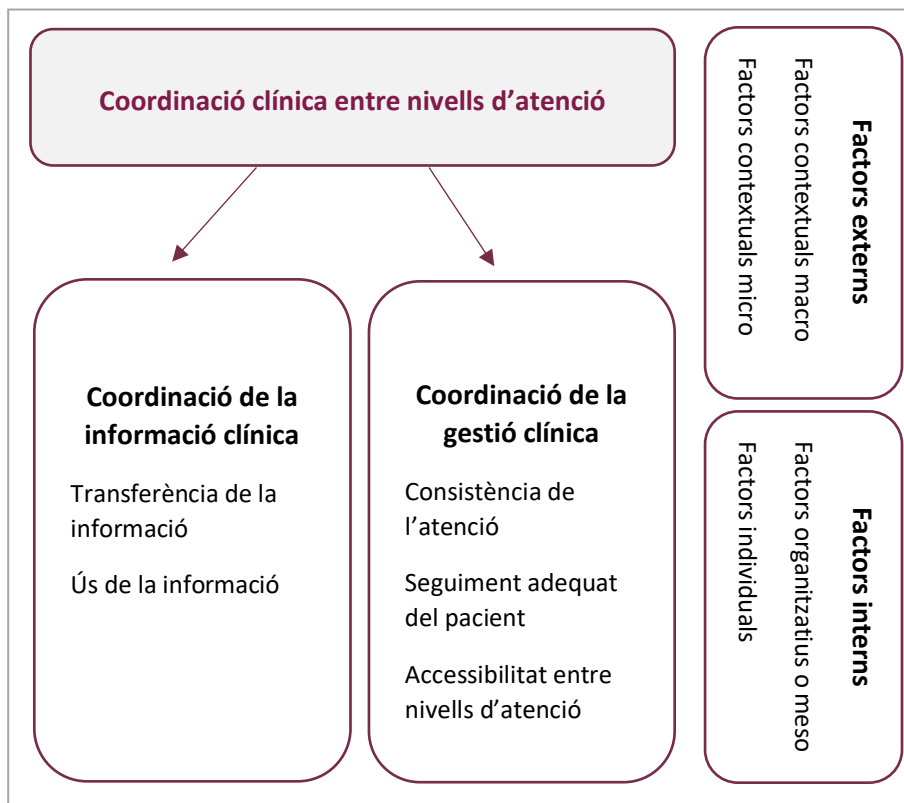 Coordinació clínica entre nivells d’atenció
Coordinació de la
informació clínica
Transferència de la
informació
Ús de la informació
Coordinació de la
gestió clínica
Consistència de
l’atenció
Seguiment adequat
del pacient
Accessibilitat entre
nivells d’atenció
Factors externs
Factors contextuals macro
Factors contextuals micro
Factors interns
Factors organitzatius o meso
Factors individuals